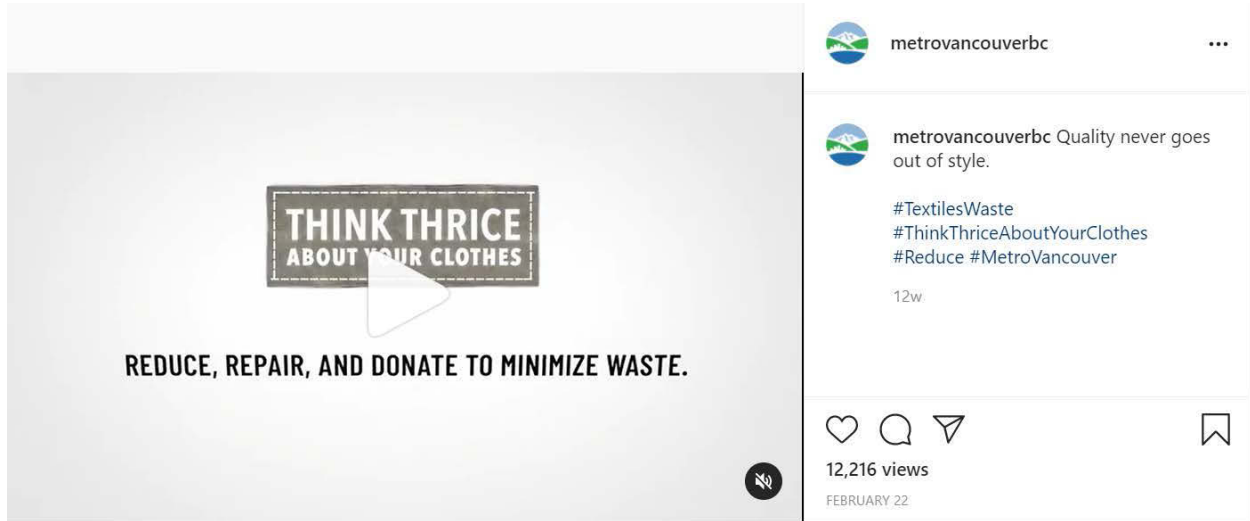 THINK THRICE
ABOUT YOUR CLOTHES
REDUCE, REPAIR, AND DONATE TO MINIMIZE WASTE.
metrovancouverbc
metrovancouverbc Quality never goes
out of style.
#TextilesWaste
#ThinkThriceAboutYourClothes
#Reduce #MetroVancouver
12w
12,216 views
FEBRUARY 22